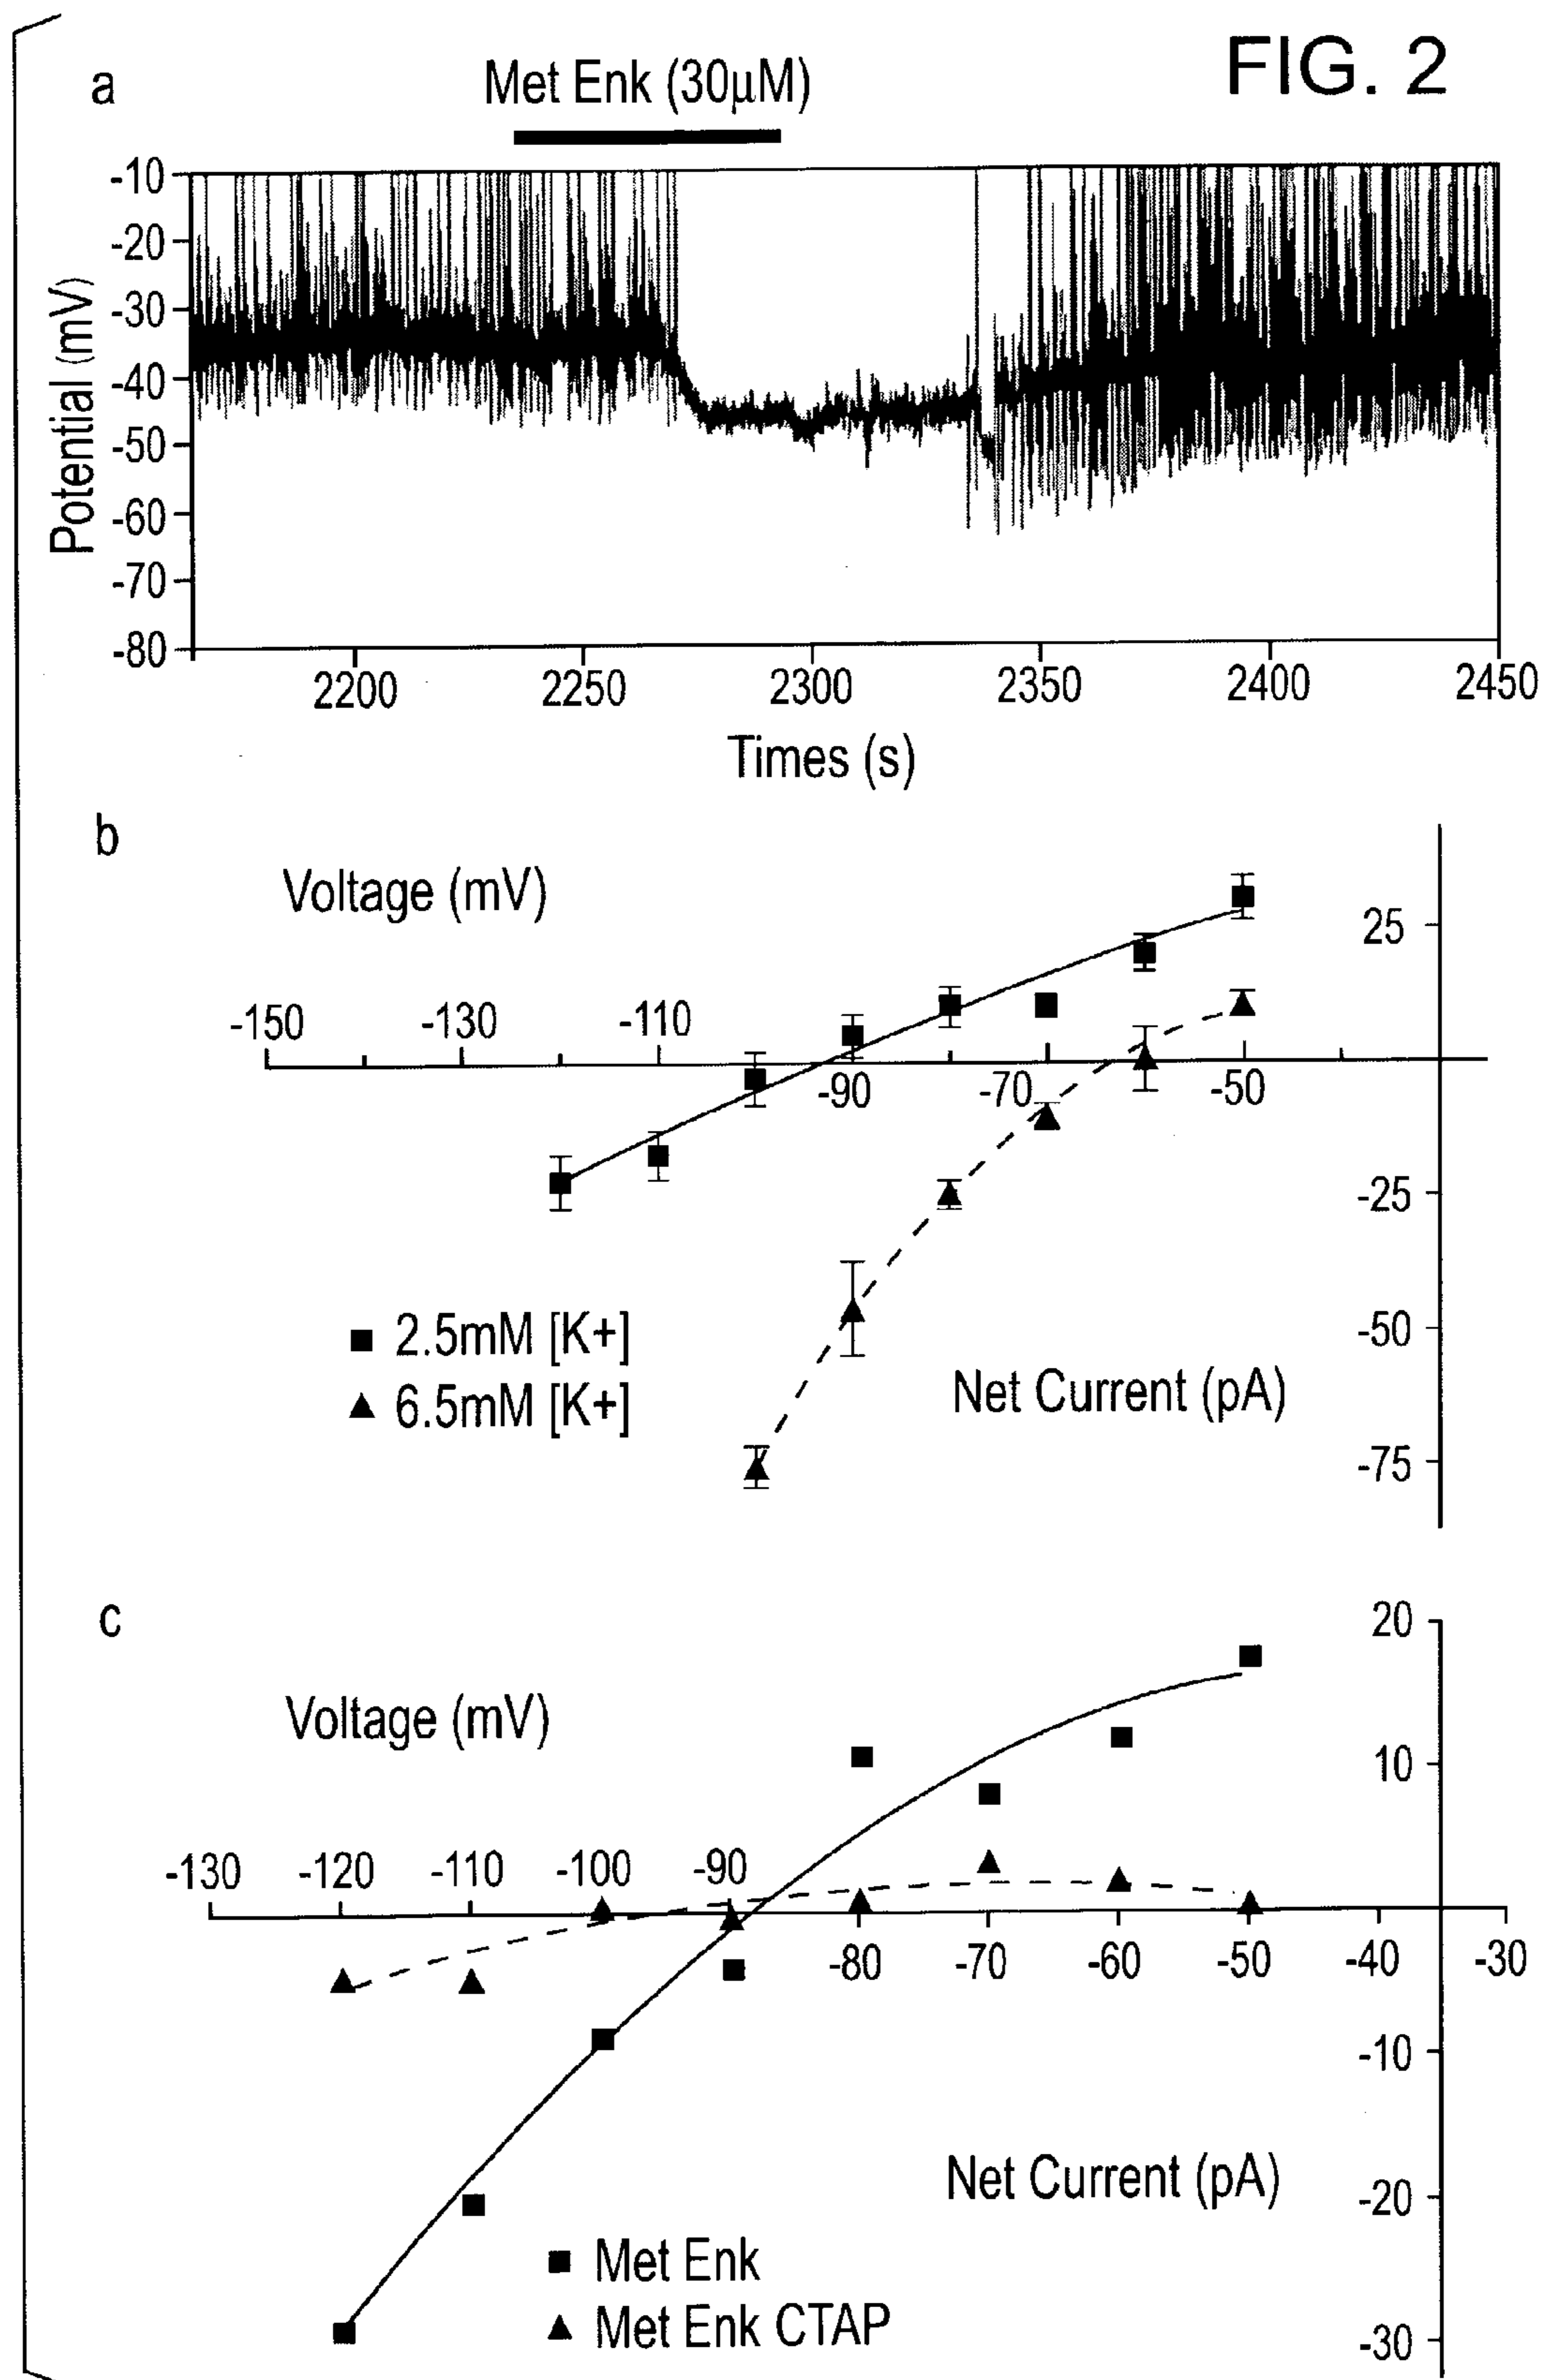 FIG. 2
a
Met Enk (30μM)
-10
-20
-30
-40
-50
-60
-70
-80
Potential (mV)
2200 2250 2300 2350 2400 2450
Times (s)
b
Voltage (mV)
25
-150 -130 -110
-90 -70 -50
-25
-50
-75
2.5mM [K+]
6.5mM [K+]
Net Current (pA)
c
20
Voltage (mV)
10
-130 -120 -110 -100 -90
-80 -70 -60 -50 -40 -30
-10
Net Current (pA)
-20
Met Enk
Met Enk CTAP
-30